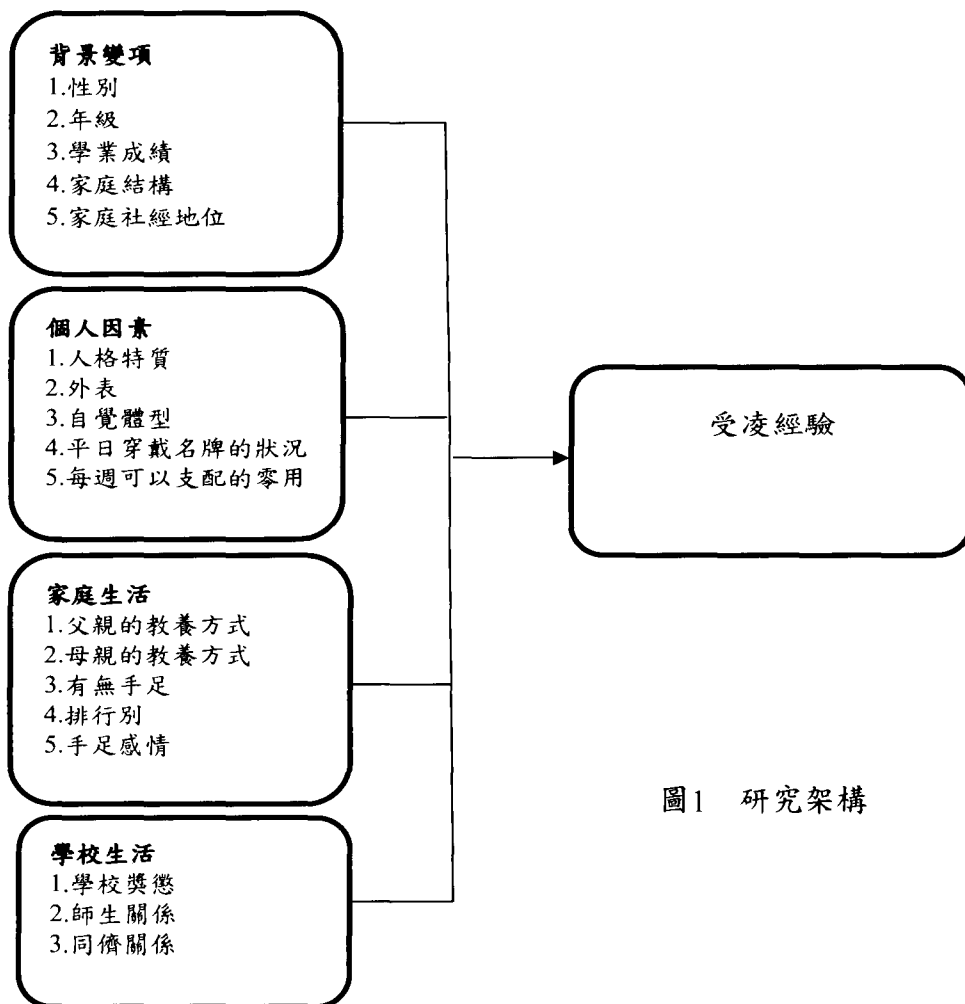 背景變項
1.性別
2.年級
3.學業成績
4.家庭結構
5.家庭社經地位
個人因素
1.人格特質
2.外表
3.自覺體型
4.平日穿戴名牌的狀況
5.每週可以支配的零用
受凌經驗
家庭生活
1.父親的教養方式
2.母親的教養方式
3.有無手足
4.排行別
5.手足感情
圖1 研究架構
學校生活
1.學校獎懲
2.師生關係
3.同儕關係